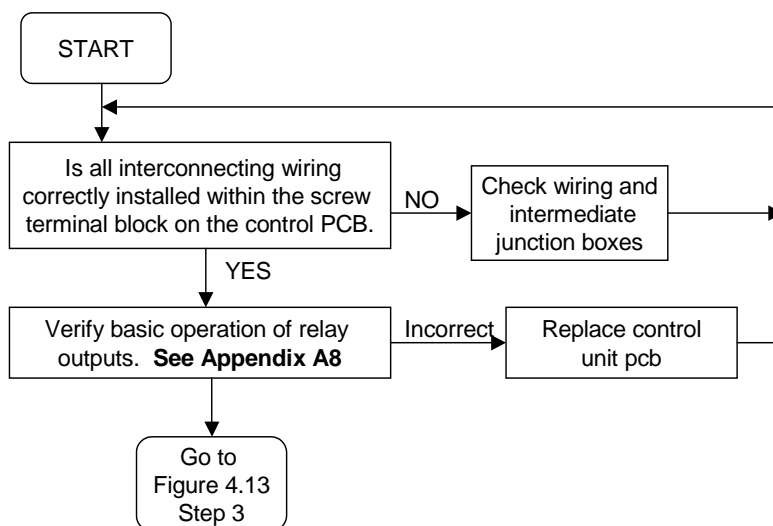 START
Is all interconnecting wiring
correctly installed within the screw
terminal block on the control PCB.
NO
Check wiring and
intermediate
junction boxes
YES
Verify basic operation of relay
outputs. See Appendix A8
Incorrect
Replace control
unit pcb
Go to
Figure 4.13
Step 3